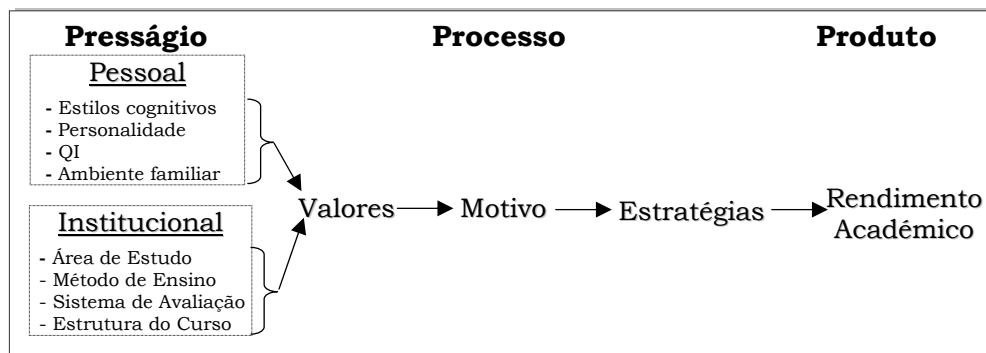 Presságio Processo Produto
Pessoal
- Estilos cognitivos
- Personalidade
- QI
- Ambiente familiar
Institucional
- Área de Estudo
- Método de Ensino
- Sistema de Avaliação
- Estrutura do Curso
Valores Motivo Estratégias
Rendimento
Académico